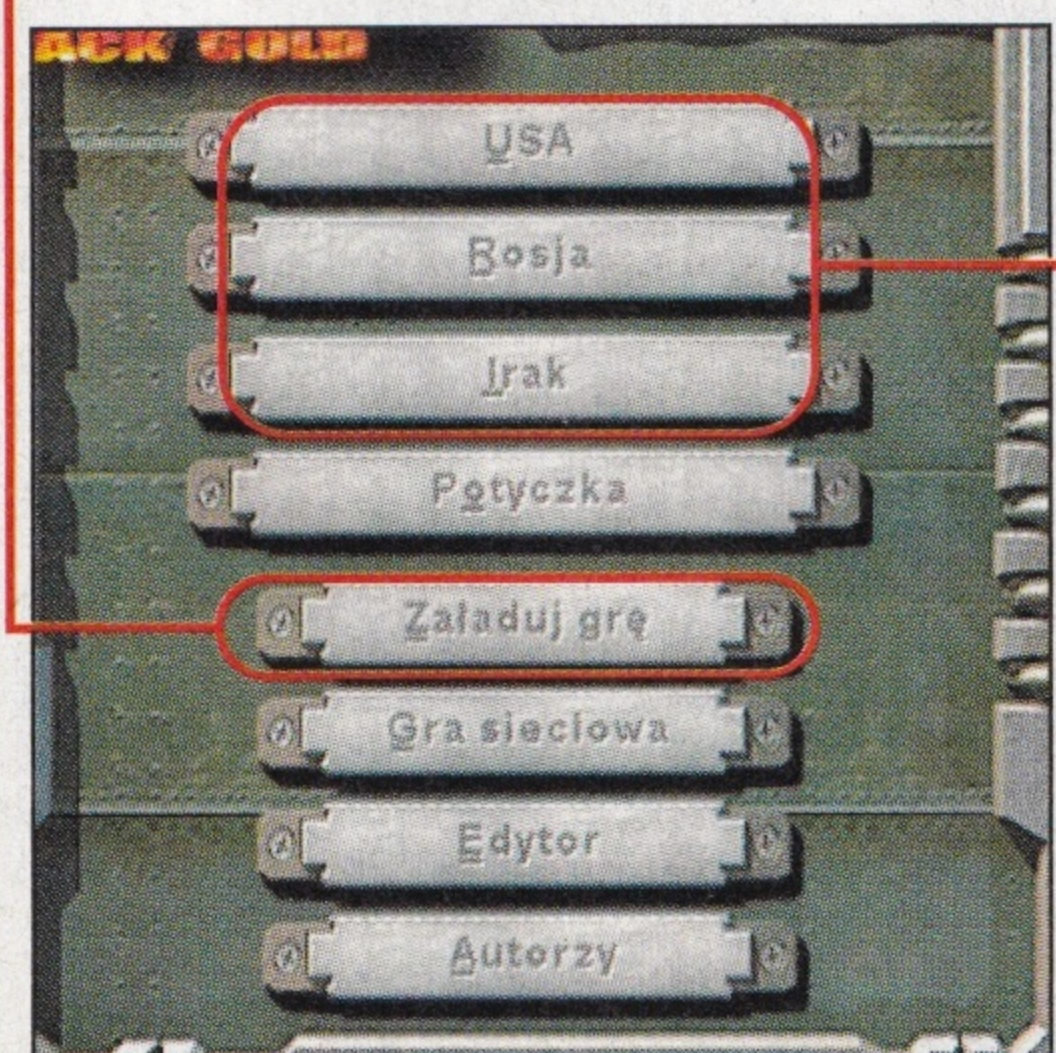 ACK GOLD
USA
Rosja
Irak
Potyczka
Załaduj grę
Gra sieciowa
Edytor
Autorzy